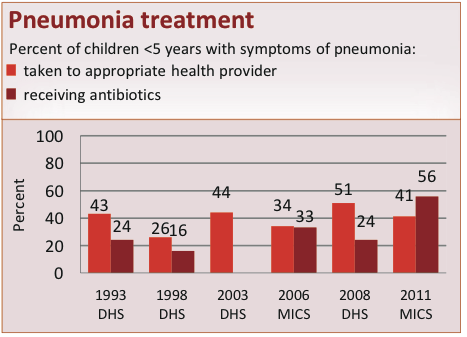 Pneumonia treatment
Percent of children <5 years with symptoms of pneumonia:
taken to appropriate health provider
receiving antibiotics
Percent
100
80
60
40
20
0
43
24
26
16
44
34
33
51
24
41
56
1993 1998 2003 2006 2008 2011
DHS DHS DHS MICS DHS MICS